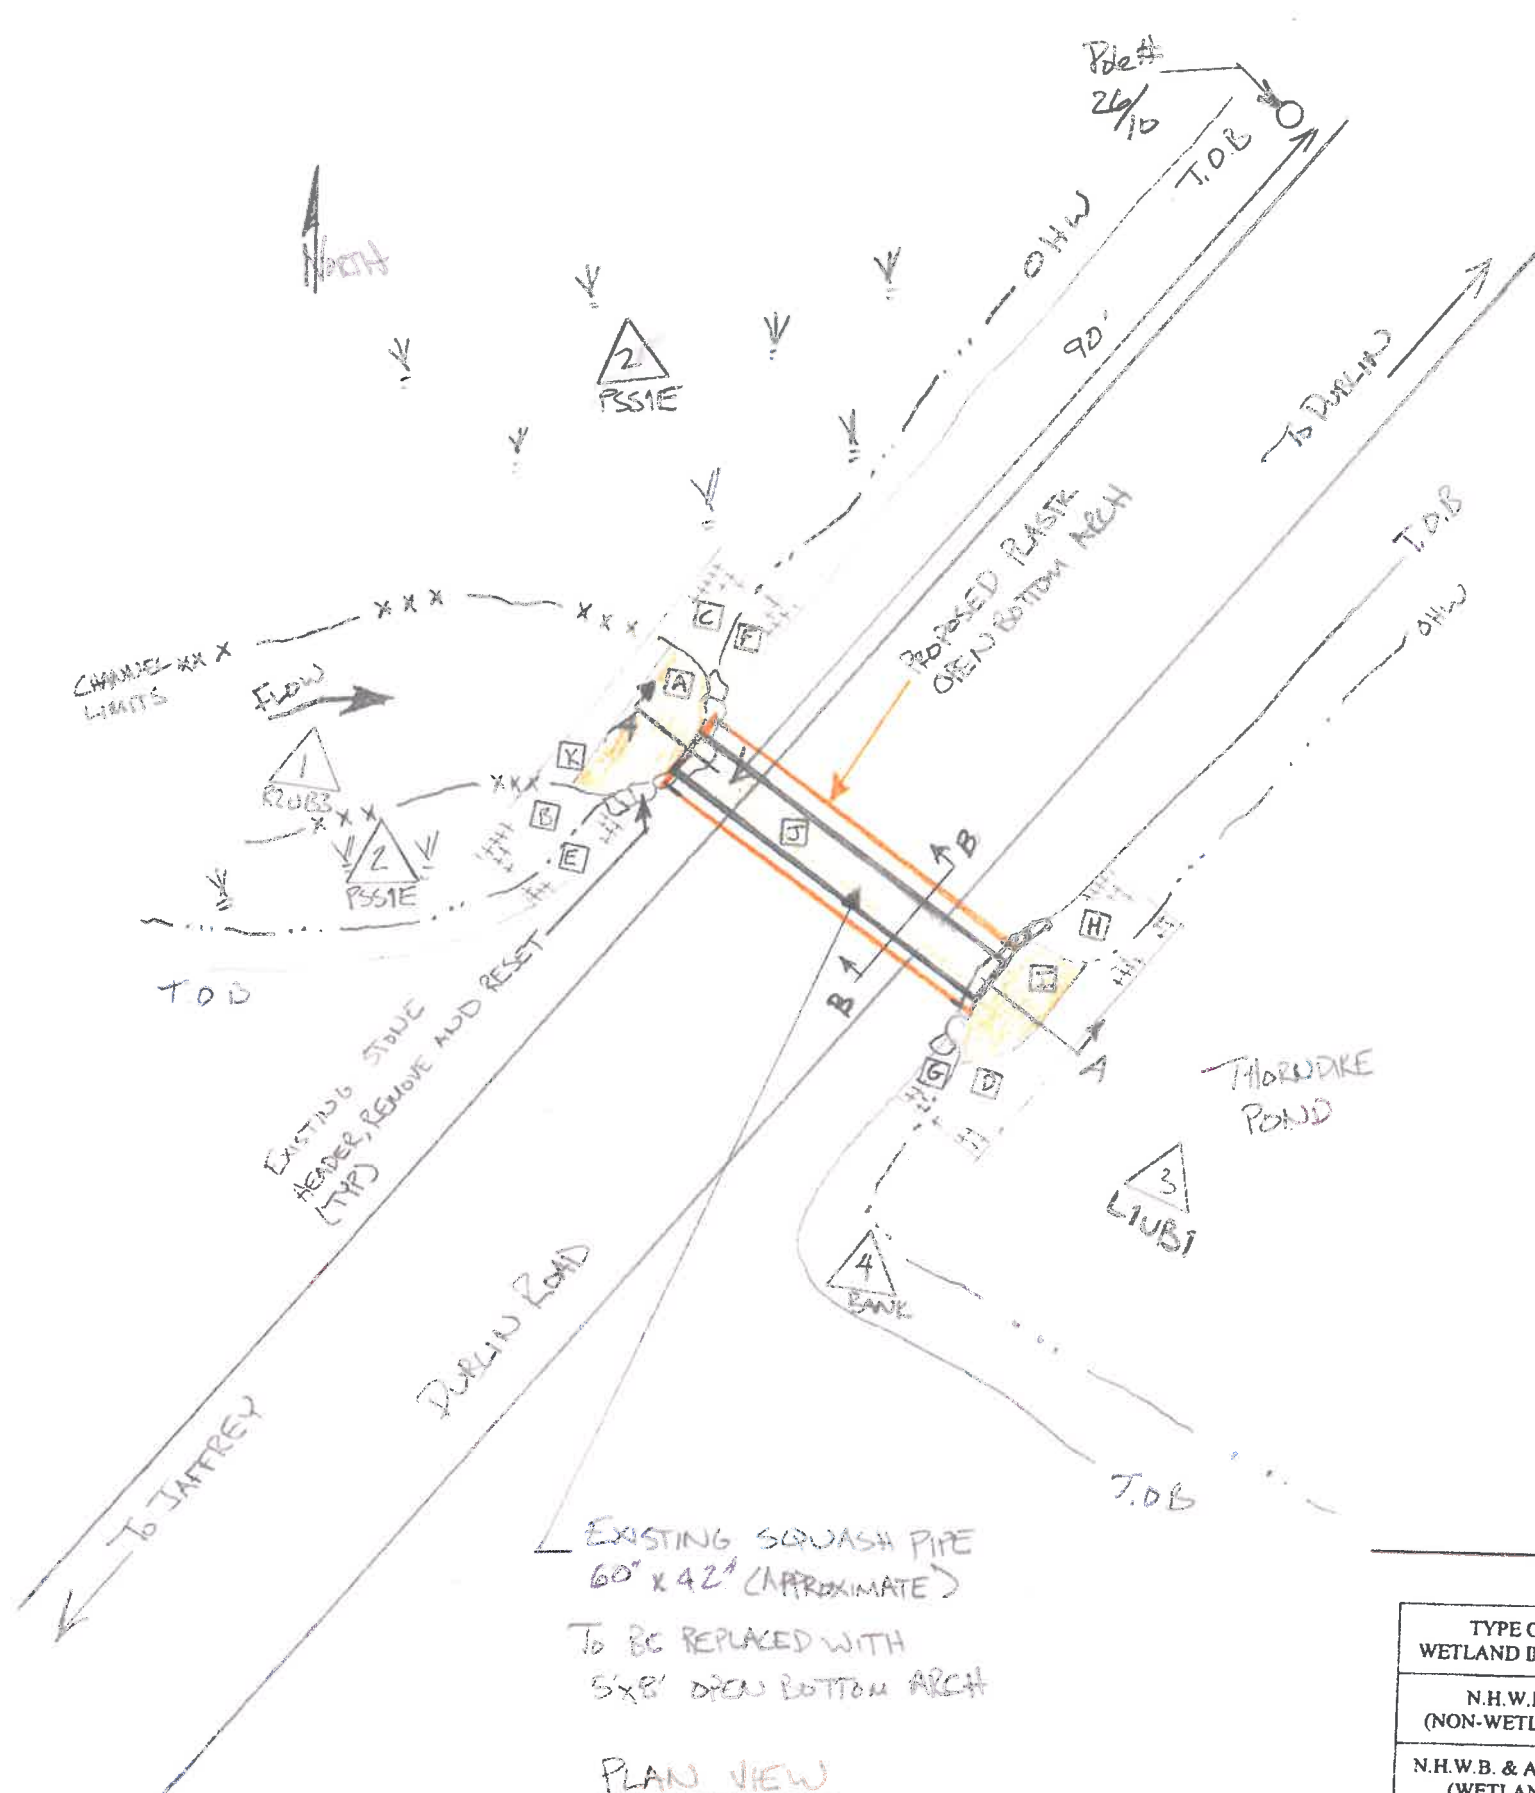 Pole#
26/10
T.O.B
OHW
NORTH
90'
2
PSS1E
To DUBLIN
T.O.B
OHW
PROPOSED PLASTIC
OPEN BOTTOM ARCH
C
F
CHANNEL
LIMITS
FLOW
A
1
R2UB3
K
B
E
2
PSS1E
J
B
B
H
I
A
G
D
T.O.B
EXISTING STONE
HEADER, REMOVE AND RESET
(TYP)
THORNDIKE
POND
3
L1UB1
4
BANK
DUBLIN ROAD
To JAFFREY
T.O.B
EXISTING SQUASH PIPE
60" x 42" (APPROXIMATE)
To BE REPLACED WITH
5'x8' OPEN BOTTOM ARCH
PLAN VIEW
TYPE
WETLAND
N.H.W.
(NON-WETL
N.H.W.B. & A
(WETLAN